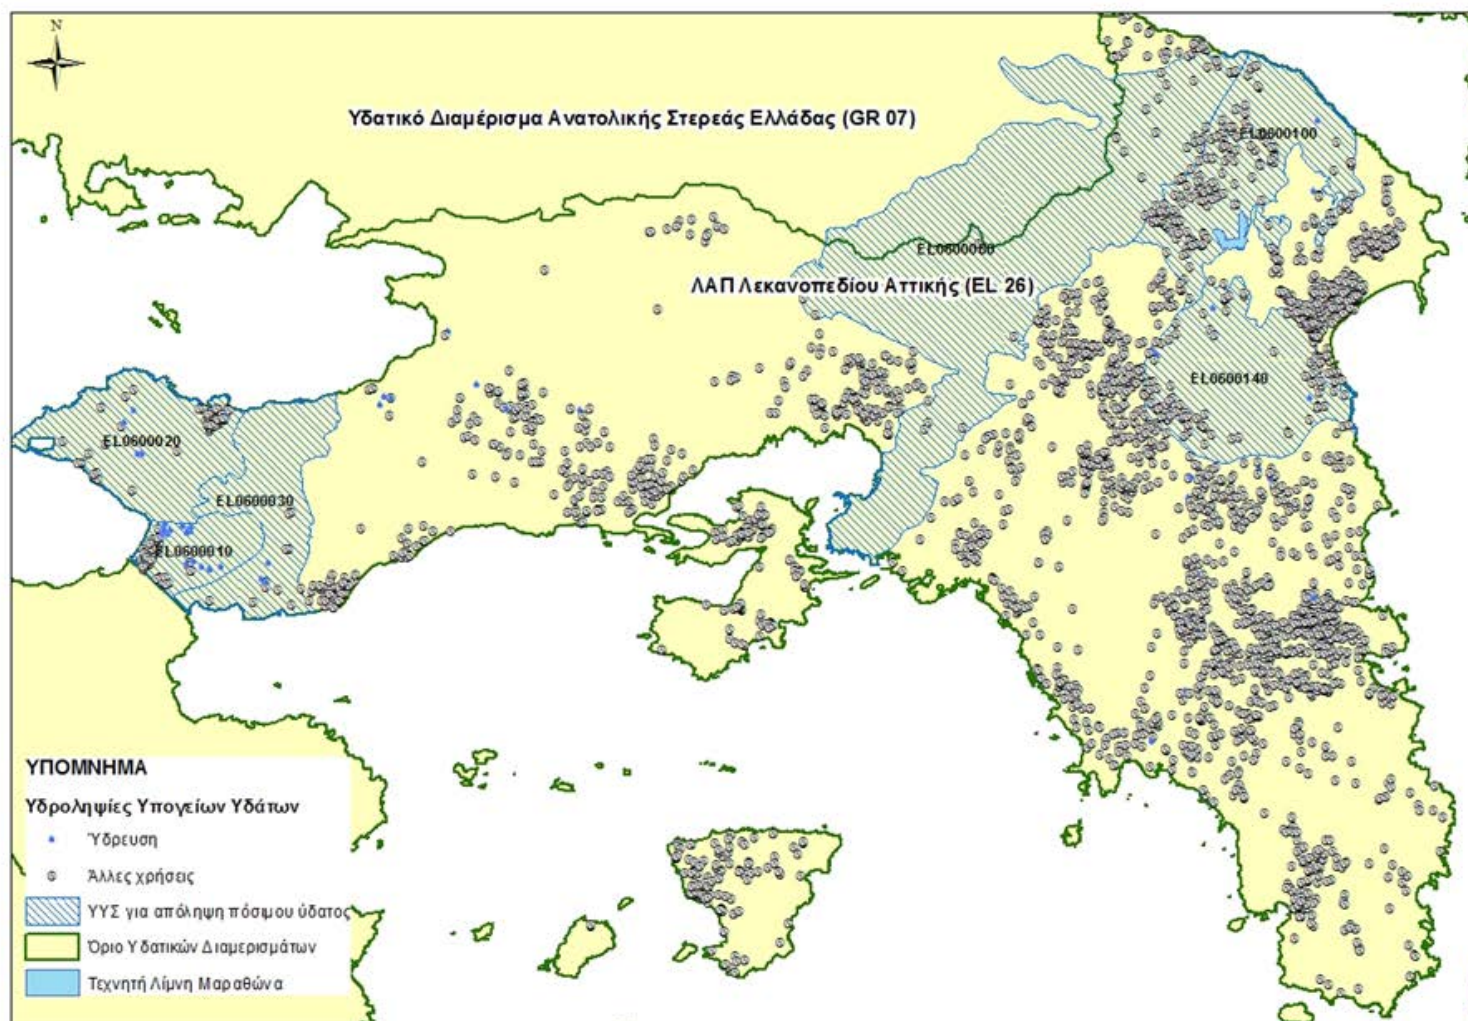 N
Υδατικό Διαμέρισμα Ανατολικής Στερεάς Ελλάδας (GR 07)
EL0600100
EL0600060
ΛΑΠ Λεκανοπεδίου Αττικής (EL 26)
EL0600140
EL0600020
EL0600030
EL0600010
ΥΠΟΜΝΗΜΑ
Υδροληψίες Υπογείων Υδάτων
Ύδρευση
Άλλες χρήσεις
ΥΥΣ για απόληψη πόσιμου ύδατος
Όριο Υδατικών Διαμερισμάτων
Τεχνητή Λίμνη Μαραθώνα